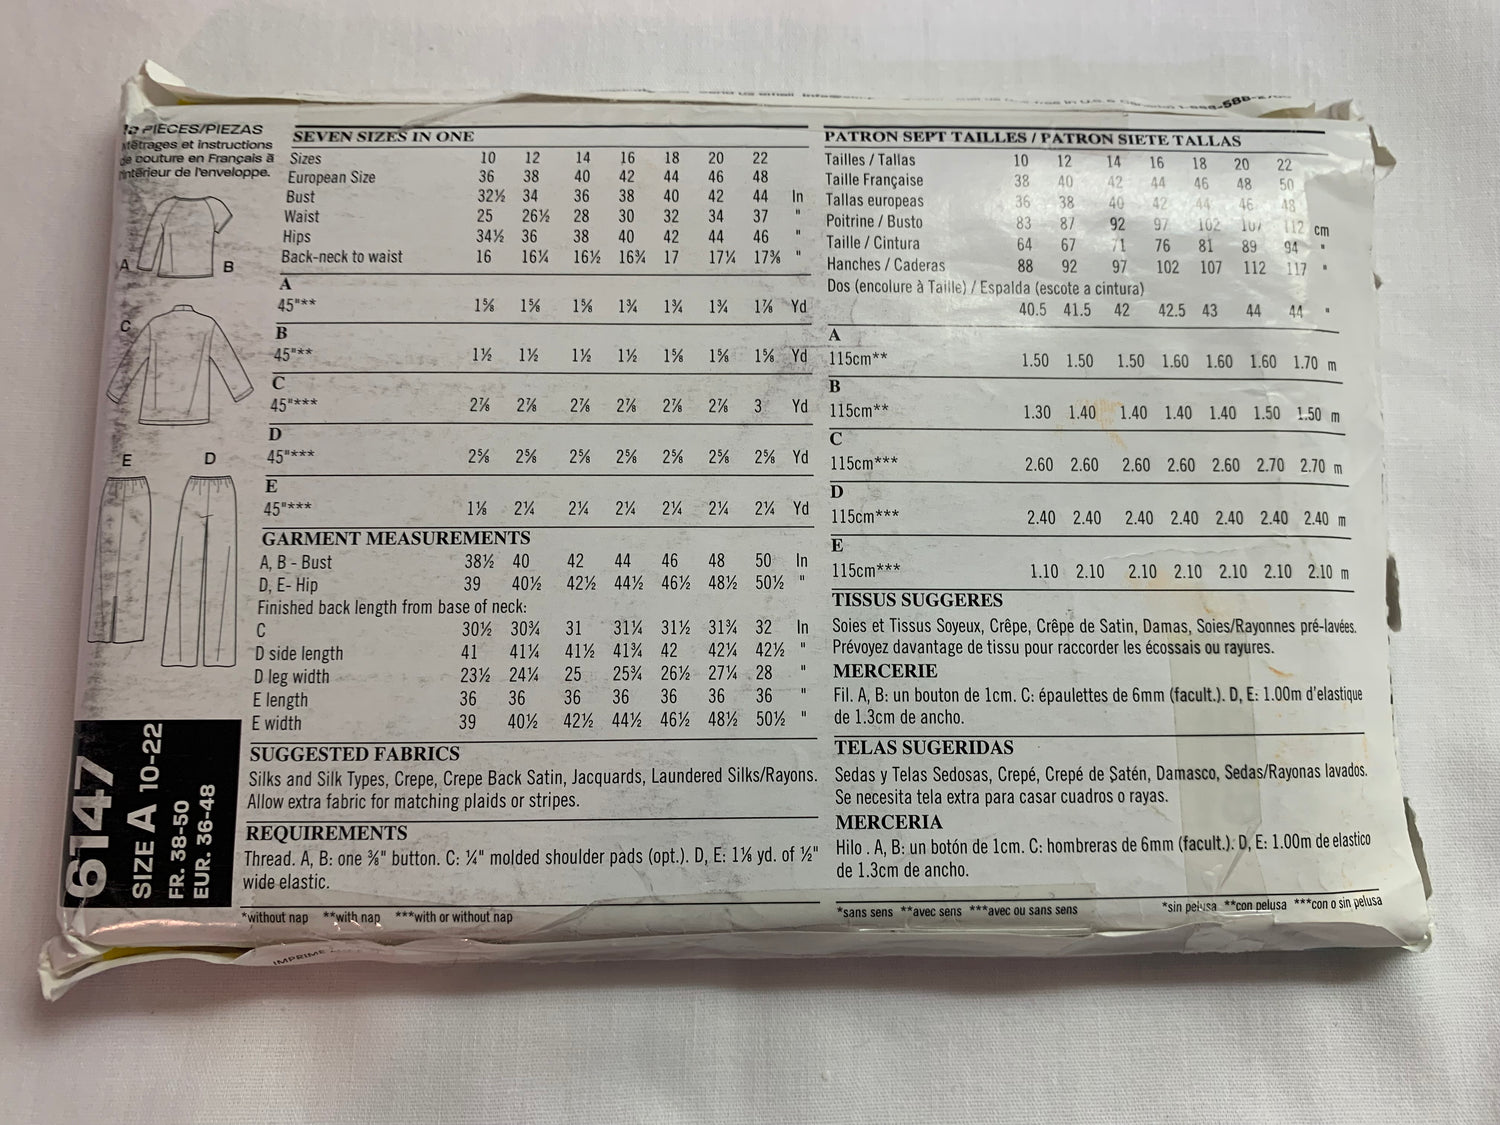 12 PIECES/PIEZAS
Métrages et instructions
de couture en Français à
l'intérieur de l'enveloppe.
A
B
C
E
D
6147
SIZE A 10-22
FR. 38-50
EUR. 36-48
SEVEN SIZES IN ONE
Sizes 10 12 14 16 18 20 22
European Size 36 38 40 42 44 46 48
Bust 32½ 34 36 38 40 42 44 In
Waist 25 26½ 28 30 32 34 37 "
Hips 34½ 36 38 40 42 44 46 "
Back-neck to waist 16 16¼ 16½ 16¾ 17 17¼ 17⅜ "
A
45"** 1⅝ 1⅝ 1⅝ 1¾ 1¾ 1¾ 1⅞ Yd
B
45"** 1½ 1½ 1½ 1½ 1⅝ 1⅝ 1⅝ Yd
C
45"*** 2⅞ 2⅞ 2⅞ 2⅞ 2⅞ 2⅞ 3 Yd
D
45"*** 2⅝ 2⅝ 2⅝ 2⅝ 2⅝ 2⅝ 2⅝ Yd
E
45"*** 1⅛ 2¼ 2¼ 2¼ 2¼ 2¼ 2¼ Yd
GARMENT MEASUREMENTS
A, B - Bust 38½ 40 42 44 46 48 50 In
D, E- Hip 39 40½ 42½ 44½ 46½ 48½ 50½ "
Finished back length from base of neck:
C 30½ 30¾ 31 31¼ 31½ 31¾ 32 In
D side length 41 41¼ 41½ 41¾ 42 42¼ 42½ "
D leg width 23½ 24¼ 25 25¾ 26½ 27¼ 28 "
E length 36 36 36 36 36 36 36 "
E width 39 40½ 42½ 44½ 46½ 48½ 50½ "
SUGGESTED FABRICS
Silks and Silk Types, Crepe, Crepe Back Satin, Jacquards, Laundered Silks/Rayons.
Allow extra fabric for matching plaids or stripes.
REQUIREMENTS
Thread. A, B: one ⅜" button. C: ¼" molded shoulder pads (opt.). D, E: 1⅛ yd. of ½"
wide elastic.
*without nap **with nap ***with or without nap
PATRON SEPT TAILLES / PATRON SIETE TALLAS
Tailles / Tallas 10 12 14 16 18 20 22
Taille Française 38 40 42 44 46 48 50
Tallas europeas 36 38 40 42 44 46 48
Poitrine / Busto 83 87 92 97 102 107 112 cm
Taille / Cintura 64 67 71 76 81 89 94 "
Hanches / Caderas 88 92 97 102 107 112 117 "
Dos (encolure à Taille) / Espalda (escote a cintura)
40.5 41.5 42 42.5 43 44 44 "
A
115cm** 1.50 1.50 1.50 1.60 1.60 1.60 1.70 m
B
115cm** 1.30 1.40 1.40 1.40 1.40 1.50 1.50 m
C
115cm*** 2.60 2.60 2.60 2.60 2.60 2.70 2.70 m
D
115cm*** 2.40 2.40 2.40 2.40 2.40 2.40 2.40 m
E
115cm*** 1.10 2.10 2.10 2.10 2.10 2.10 2.10 m
TISSUS SUGGERES
Soies et Tissus Soyeux, Crêpe, Crêpe de Satin, Damas, Soies/Rayonnes pré-lavées.
Prévoyez davantage de tissu pour raccorder les écossais ou rayures.
MERCERIE
Fil. A, B: un bouton de 1cm. C: épaulettes de 6mm (facult.). D, E: 1.00m d'elastique
de 1.3cm de ancho.
TELAS SUGERIDAS
Sedas y Telas Sedosas, Crepé, Crepé de Satén, Damasco, Sedas/Rayonas lavados.
Se necesita tela extra para casar cuadros o rayas.
MERCERIA
Hilo . A, B: un botón de 1cm. C: hombreras de 6mm (facult.). D, E: 1.00m de elastico
de 1.3cm de ancho.
*sans sens **avec sens ***avec ou sans sens
*sin pelusa **con pelusa ***con o sin pelusa
IMPRIME